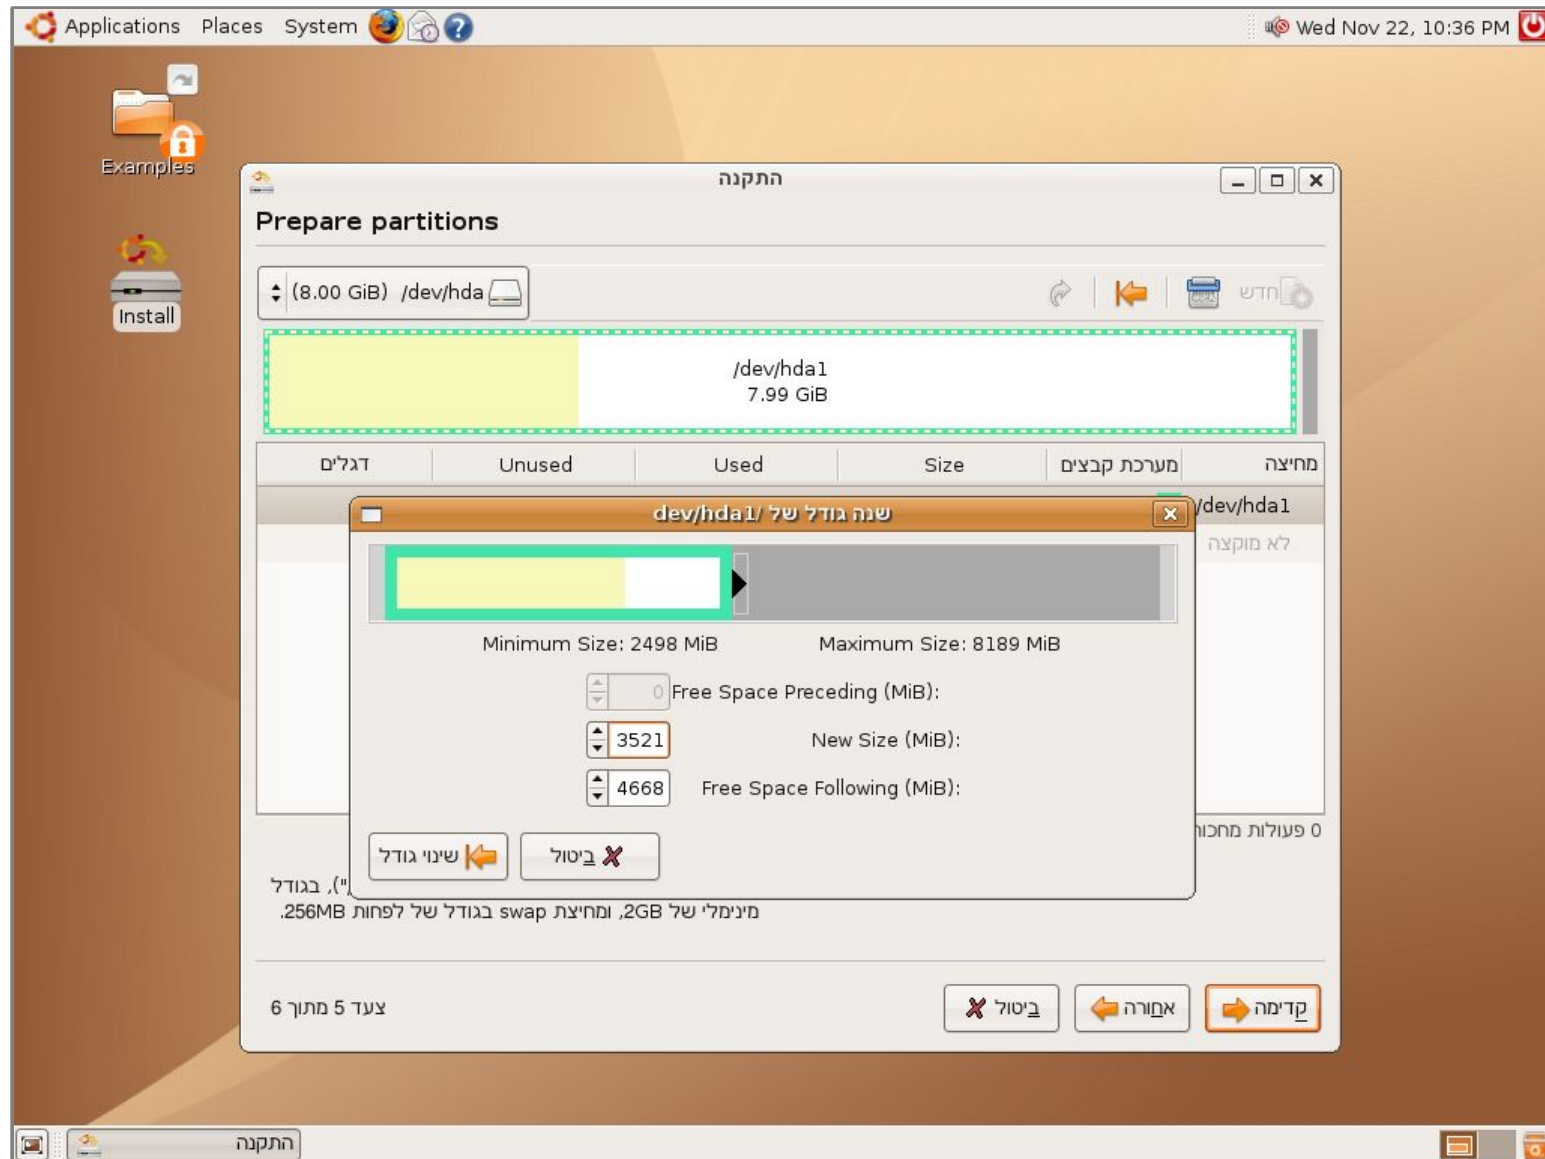 Applications Places System
Wed Nov 22, 10:36 PM
Examples
Install
התקנה
Prepare partitions
(8.00 GiB) /dev/hda
חדש
/dev/hda1
7.99 GiB
מחיצה מערכת קבצים Size Used Unused דגלים
/dev/hda1
לא מוקצה
שנה גודל של /dev/hda1
Minimum Size: 2498 MiB Maximum Size: 8189 MiB
0 Free Space Preceding (MiB):
3521 New Size (MiB):
4668 Free Space Following (MiB):
ביטול שינוי גודל
0 פעולות
"), בגודל
מינימלי של 2GB, ומחיצת swap בגודל של לפחות 256MB.
צעד 5 מתוך 6
קדימה אחורה ביטול
התקנה